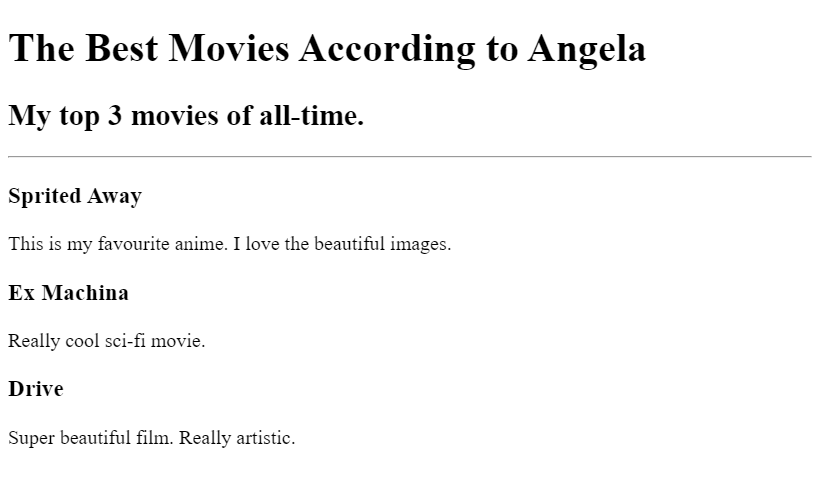 The Best Movies According to Angela
My top 3 movies of all-time.
Sprited Away
This is my favourite anime. I love the beautiful images.
Ex Machina
Really cool sci-fi movie.
Drive
Super beautiful film. Really artistic.